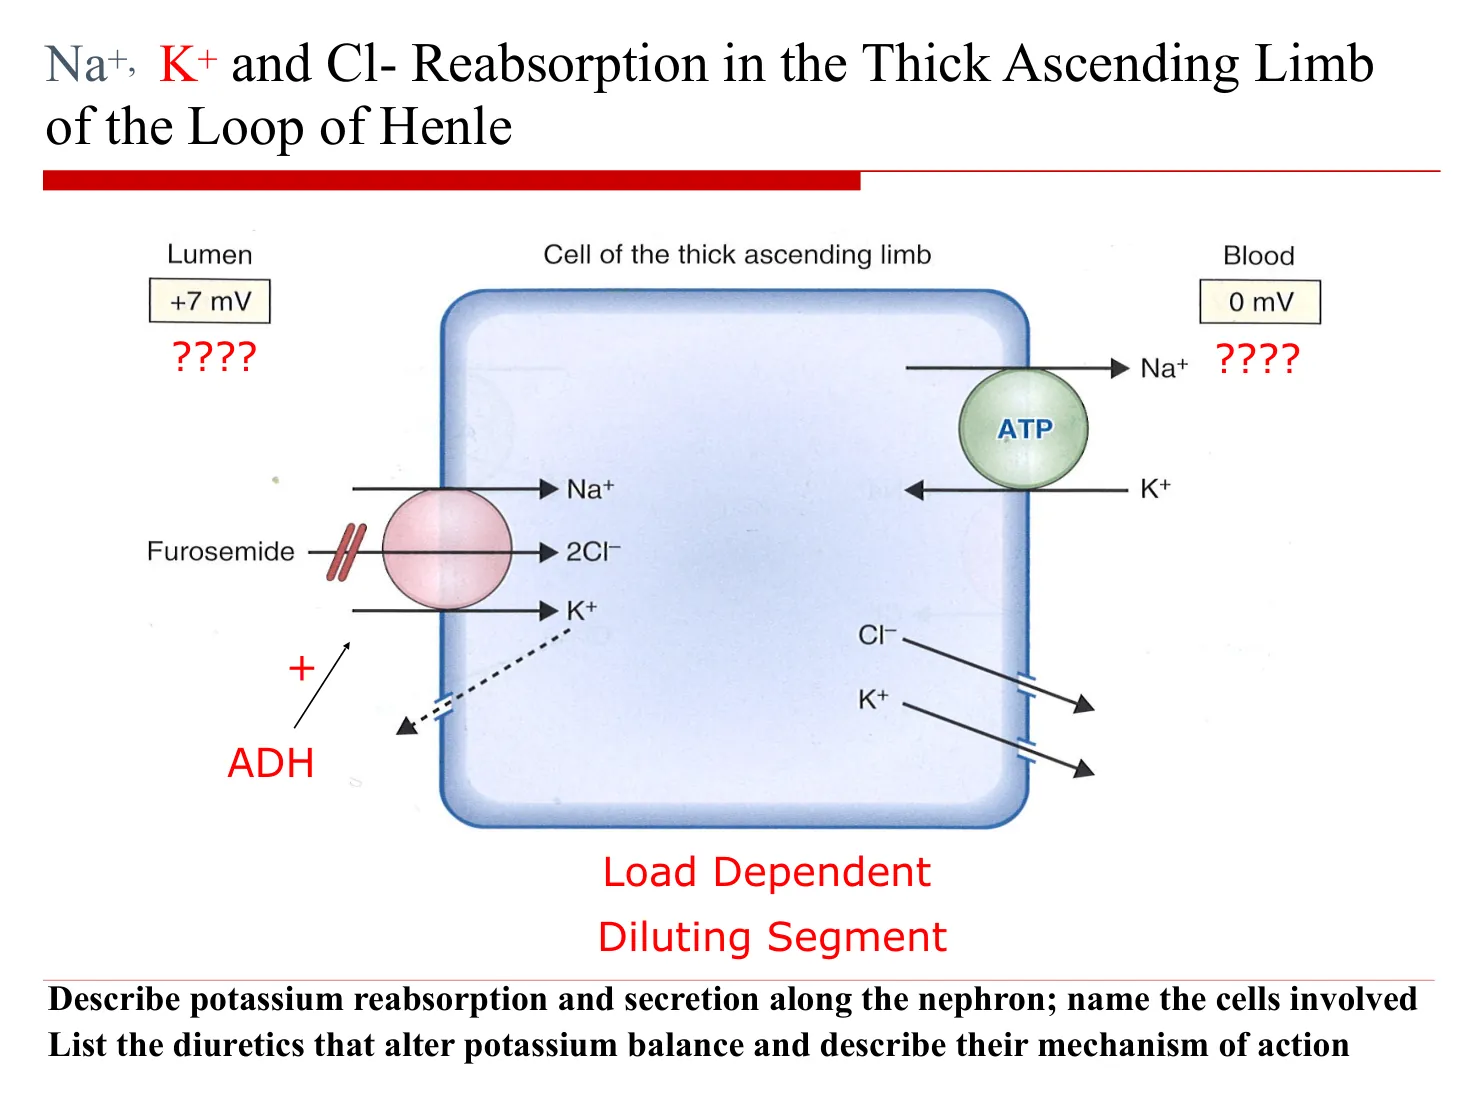 Na+, K+ and Cl- Reabsorption in the Thick Ascending Limb
of the Loop of Henle
Lumen
Cell of the thick ascending limb
Blood
+7 mV
0 mV
????
????
Na+
ATP
K+
Na+
Furosemide
2Cl–
K+
Cl–
+
K+
ADH
Load Dependent
Diluting Segment
Describe potassium reabsorption and secretion along the nephron; name the cells involved
List the diuretics that alter potassium balance and describe their mechanism of action